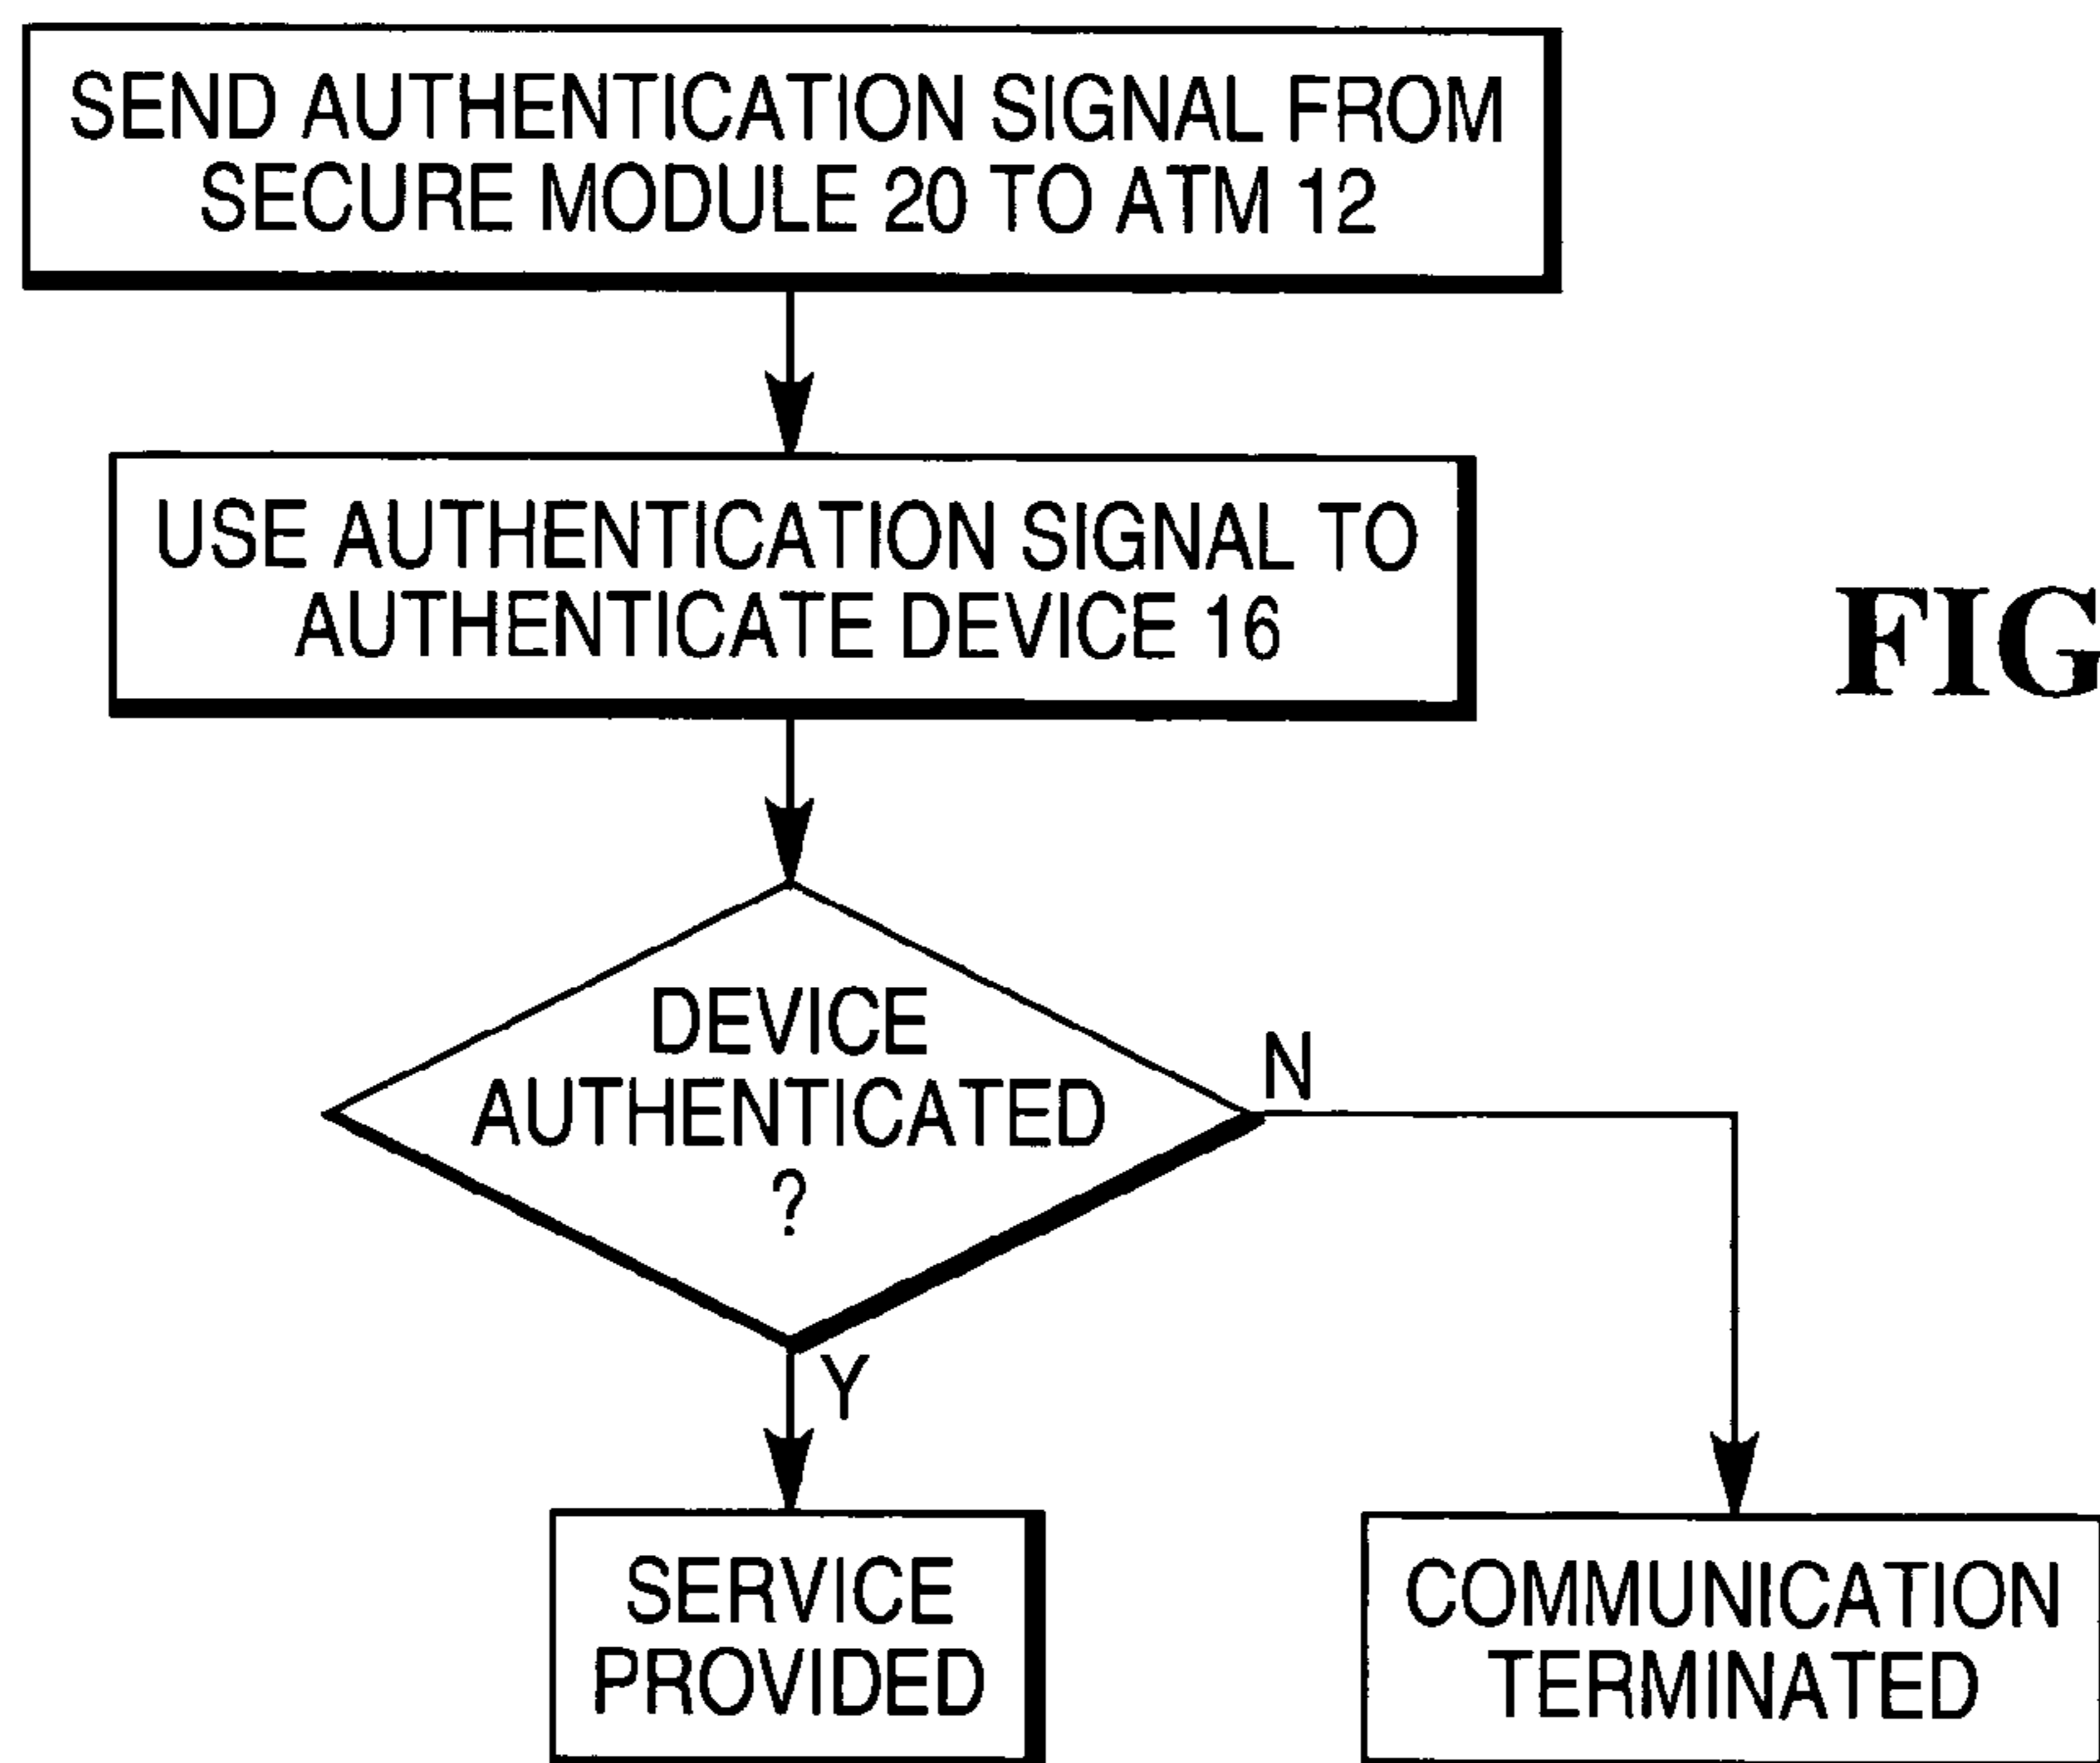 SEND AUTHENTICATION SIGNAL FROM
SECURE MODULE 20 TO ATM 12
USE AUTHENTICATION SIGNAL TO
AUTHENTICATE DEVICE 16
FIG
DEVICE
AUTHENTICATED
?
N
Y
SERVICE
PROVIDED
COMMUNICATION
TERMINATED